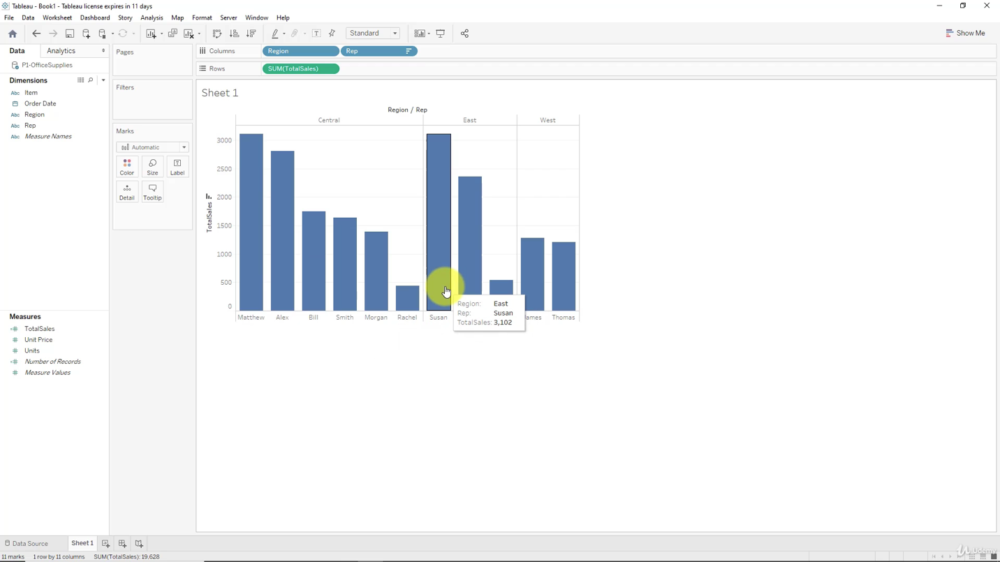 Tableau - Book1 - Tableau license expires in 11 days
File Data Worksheet Dashboard Story Analysis Map Format Server Window Help
Standard
Show Me
Data Analytics
P1-OfficeSupplies
Dimensions
Abc Item
Order Date
Abc Region
Abc Rep
Abc Measure Names
Measures
TotalSales
Unit Price
Units
Number of Records
Measure Values
Pages
Filters
Marks
Automatic
Color Size Label
Detail Tooltip
Columns Region Rep
Rows SUM(TotalSales)
Sheet 1
Region / Rep
Central East West
TotalSales
3000
2500
2000
1500
1000
500
0
Matthew Alex Bill Smith Morgan Rachel Susan Thomas
Region: East
Rep: Susan
TotalSales: 3,102
Data Source Sheet 1
11 marks 1 row by 11 columns SUM(TotalSales): 19,628
Udemy